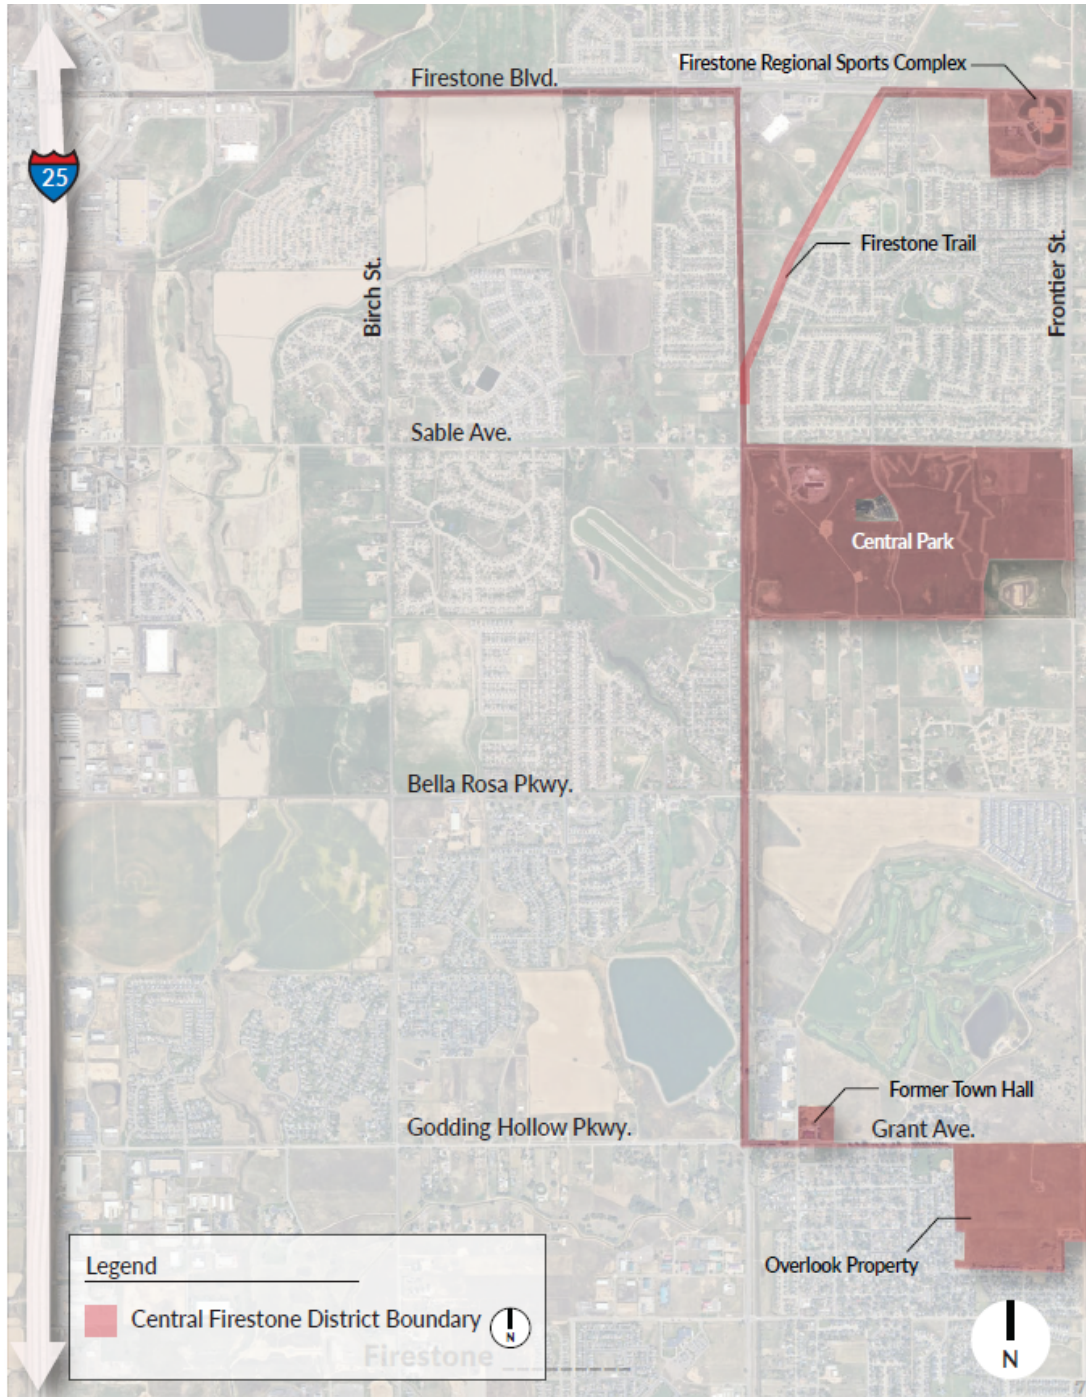 Firestone Regional Sports Complex
Firestone Blvd.
25
Firestone Trail
Birch St.
Frontier St.
Sable Ave.
Central Park
Bella Rosa Pkwy.
Former Town Hall
Godding Hollow Pkwy.
Grant Ave.
Overlook Property
Legend
Central Firestone District Boundary
N
Firestone
N